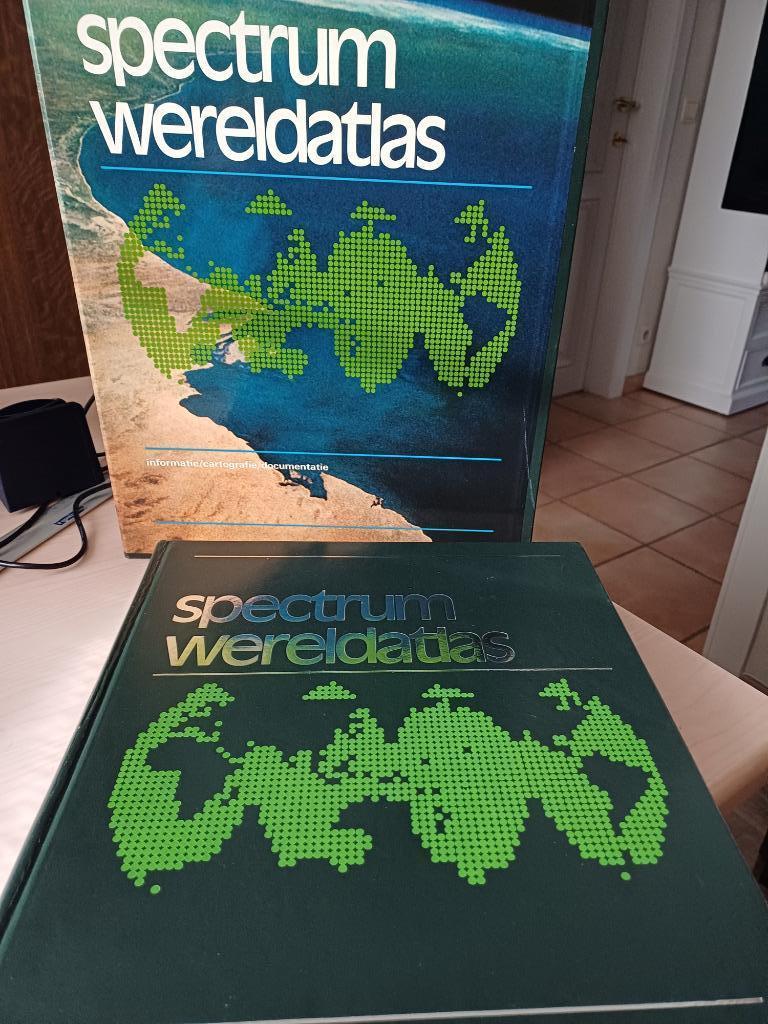 spectrum
wereldatlas
informatie/cartografie/documentatie
spectrum
wereldatlas